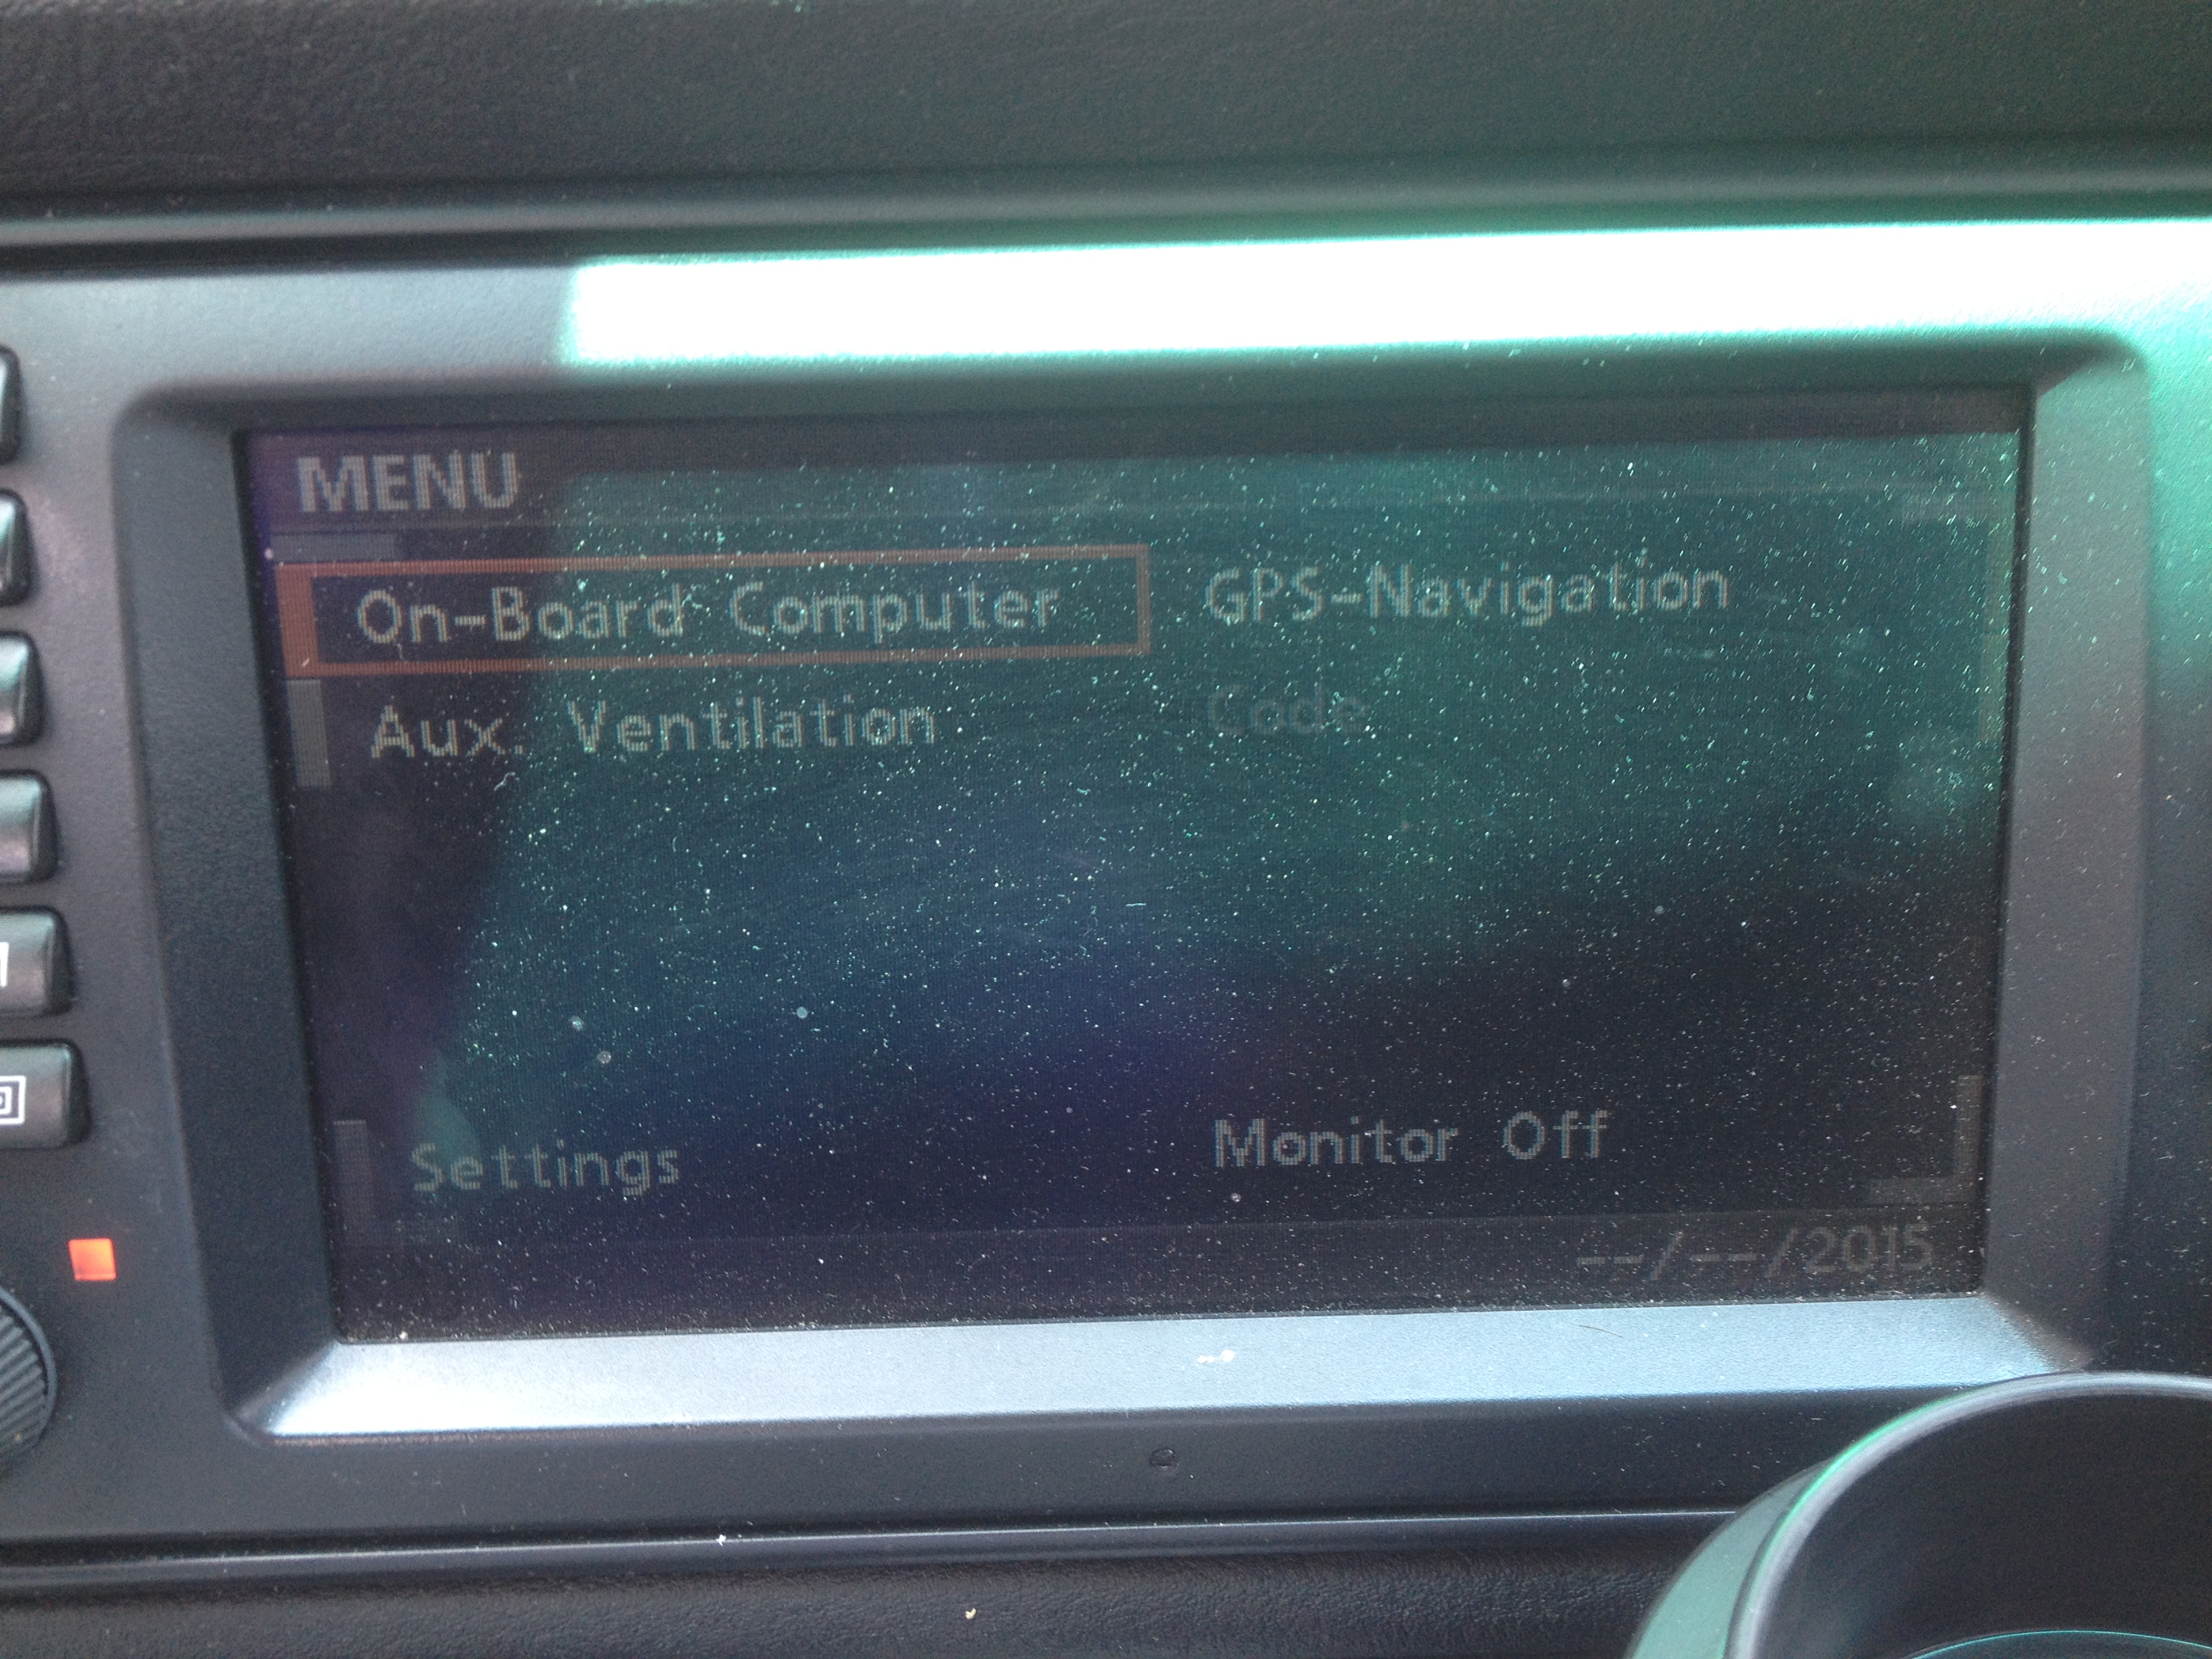 MENU
On-Board Computer GPS-Navigation
Aux. Ventilation Code
Settings Monitor Off
--/--/2015